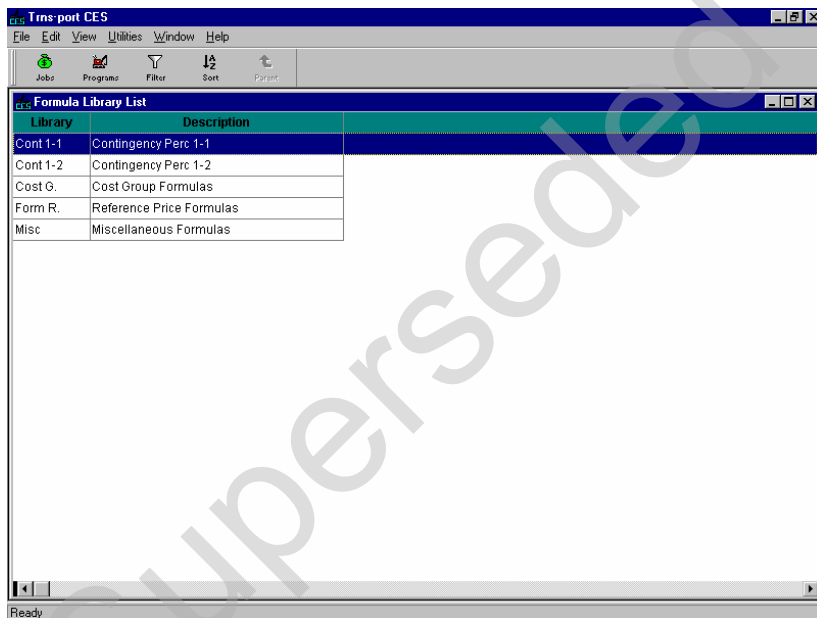 CES Trns·port CES
File Edit View Utilities Window Help
Jobs Programs Filter Sort Parent
CES Formula Library List
Library Description
Cont 1-1 Contingency Perc 1-1
Cont 1-2 Contingency Perc 1-2
Cost G. Cost Group Formulas
Form R. Reference Price Formulas
Misc Miscellaneous Formulas
Ready
Superseded